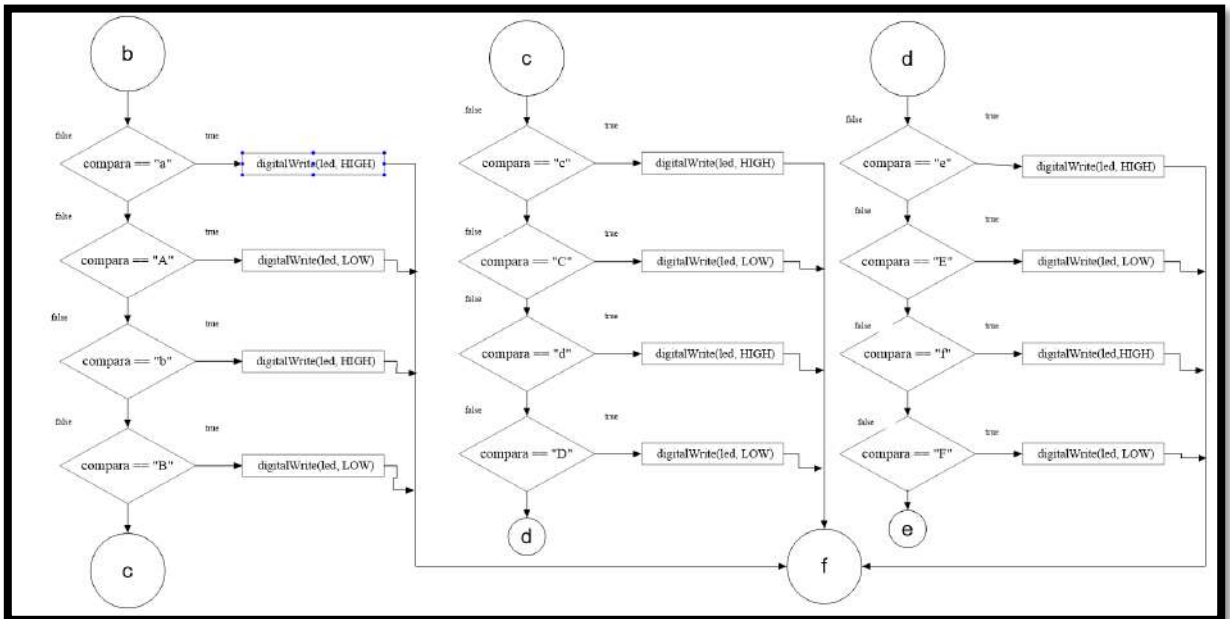 b
false
true
compara == "a"
digitalWrite(led, HIGH)
false
true
compara == "A"
digitalWrite(led, LOW)
false
true
compara == "b"
digitalWrite(led, HIGH)
false
true
compara == "B"
digitalWrite(led, LOW)
c
c
false
true
compara == "c"
digitalWrite(led, HIGH)
false
true
compara == "C"
digitalWrite(led, LOW)
false
true
compara == "d"
digitalWrite(led, HIGH)
false
true
compara == "D"
digitalWrite(led, LOW)
d
d
false
true
compara == "e"
digitalWrite(led, HIGH)
false
true
compara == "E"
digitalWrite(led, LOW)
false
true
compara == "f"
digitalWrite(led,HIGH)
false
true
compara == "F"
digitalWrite(led, LOW)
e
f